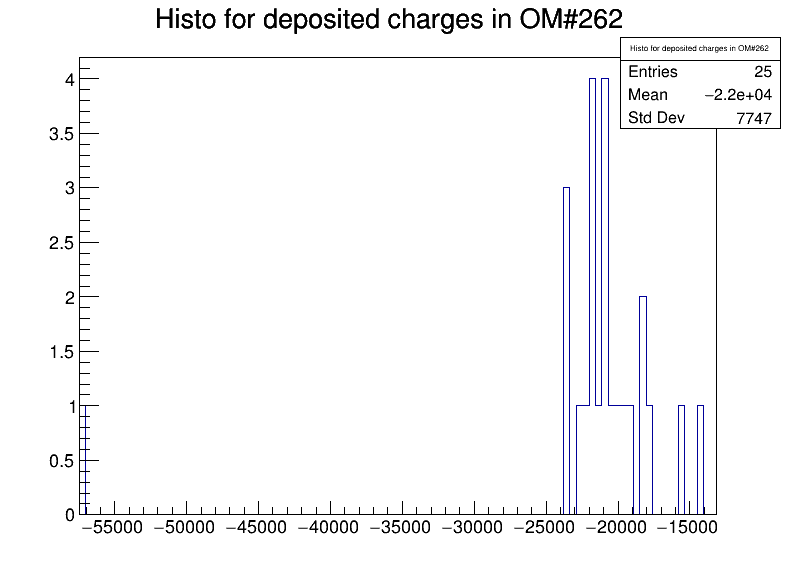 Histo for deposited charges in OM#262
Histo for deposited charges in OM#262
Entries 25
Mean −2.2e+04
Std Dev 7747
4
3.5
3
2.5
2
1.5
1
0.5
0
−55000 −50000 −45000 −40000 −35000 −30000 −25000 −20000 −15000